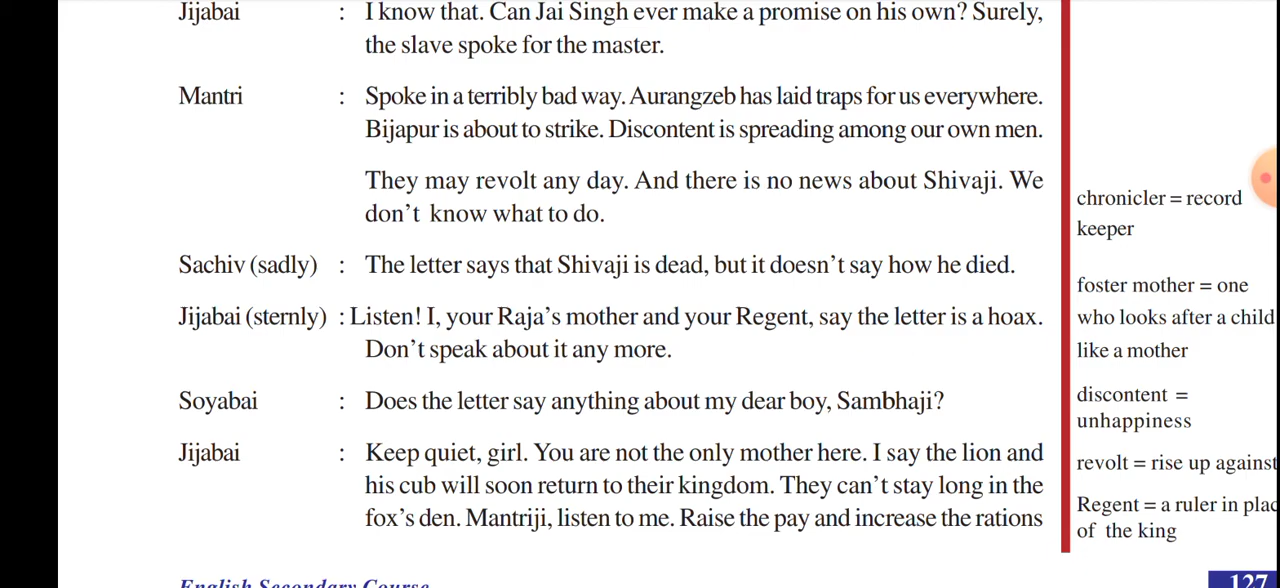 Jijabai : I know that. Can Jai Singh ever make a promise on his own? Surely,
the slave spoke for the master.
Mantri : Spoke in a terribly bad way. Aurangzeb has laid traps for us everywhere.
Bijapur is about to strike. Discontent is spreading among our own men.
They may revolt any day. And there is no news about Shivaji. We
don't know what to do.
Sachiv (sadly) : The letter says that Shivaji is dead, but it doesn't say how he died.
Jijabai (sternly) : Listen! I, your Raja's mother and your Regent, say the letter is a hoax.
Don't speak about it any more.
Soyabai : Does the letter say anything about my dear boy, Sambhaji?
Jijabai : Keep quiet, girl. You are not the only mother here. I say the lion and
his cub will soon return to their kingdom. They can't stay long in the
fox's den. Mantriji, listen to me. Raise the pay and increase the rations
chronicler = record
keeper
foster mother = one
who looks after a child
like a mother
discontent =
unhappiness
revolt = rise up against
Regent = a ruler in plac
of the king
English Secondary Course
127